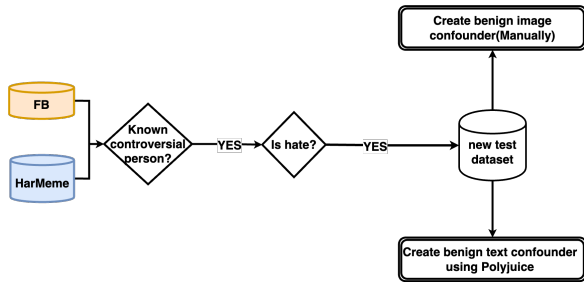 Create benign image
confounder(Manually)
FB
HarMeme
Known
controversial
person?
YES
Is hate?
YES
new test
dataset
Create benign text confounder
using Polyjuice